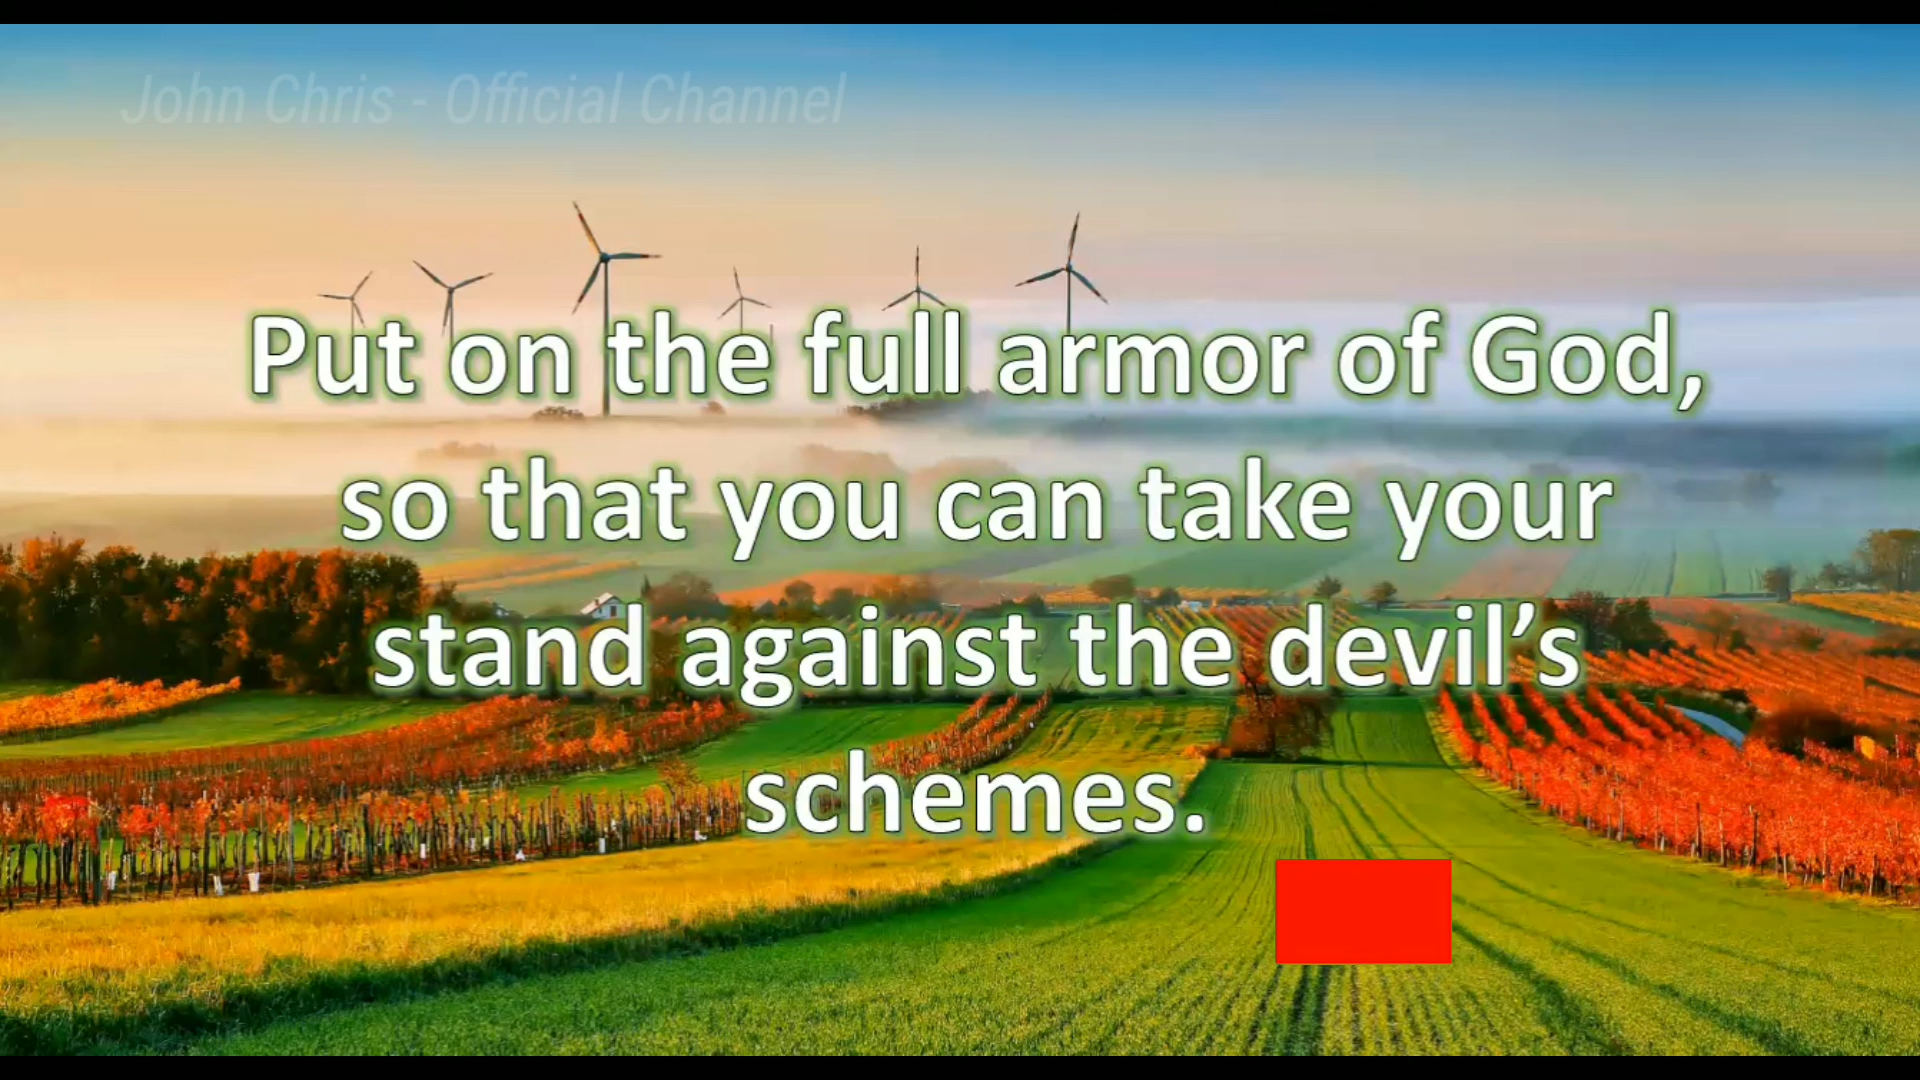 John Chris - Official Channel
Put on the full armor of God,
so that you can take your
stand against the devil’s
schemes.